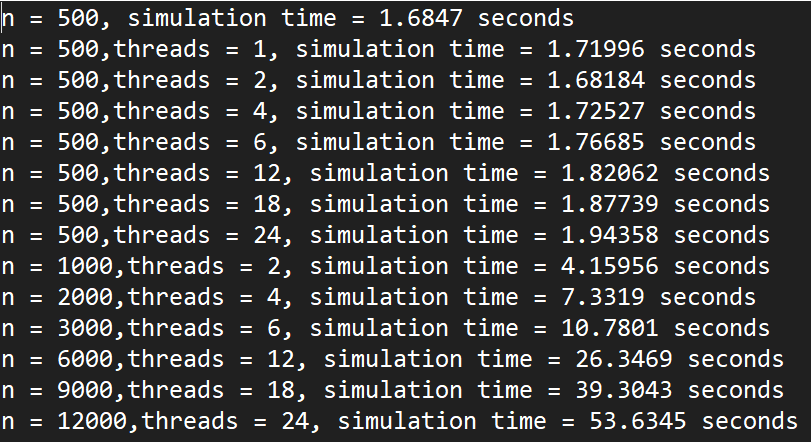 n = 500, simulation time = 1.6847 seconds
n = 500,threads = 1, simulation time = 1.71996 seconds
n = 500,threads = 2, simulation time = 1.68184 seconds
n = 500,threads = 4, simulation time = 1.72527 seconds
n = 500,threads = 6, simulation time = 1.76685 seconds
n = 500,threads = 12, simulation time = 1.82062 seconds
n = 500,threads = 18, simulation time = 1.87739 seconds
n = 500,threads = 24, simulation time = 1.94358 seconds
n = 1000,threads = 2, simulation time = 4.15956 seconds
n = 2000,threads = 4, simulation time = 7.3319 seconds
n = 3000,threads = 6, simulation time = 10.7801 seconds
n = 6000,threads = 12, simulation time = 26.3469 seconds
n = 9000,threads = 18, simulation time = 39.3043 seconds
n = 12000,threads = 24, simulation time = 53.6345 seconds